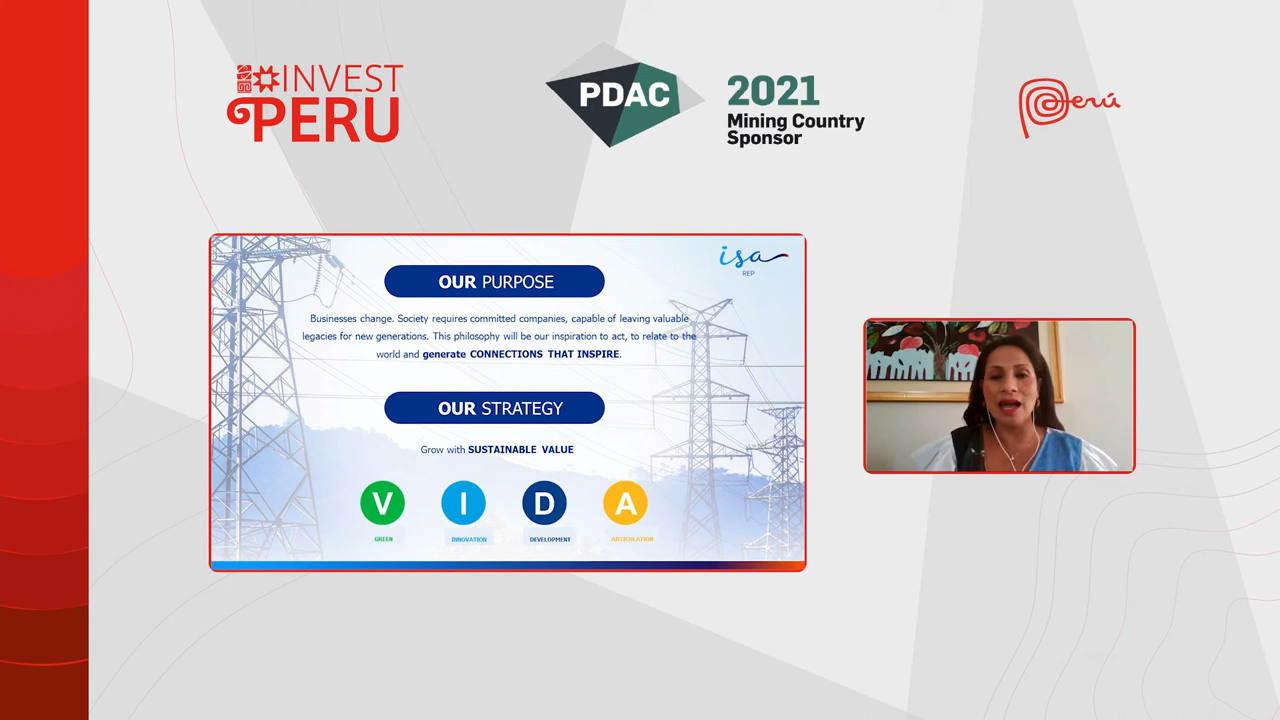 INVEST
PERU
PDAC
2021
Mining Country
Sponsor
Perú
isa
REP
OUR PURPOSE
Businesses change. Society requires committed companies, capable of leaving valuable
legacies for new generations. This philosophy will be our inspiration to act, to relate to the
world and generate CONNECTIONS THAT INSPIRE.
OUR STRATEGY
Grow with SUSTAINABLE VALUE
V I D A
GREEN INNOVATION DEVELOPMENT ARTICULATION